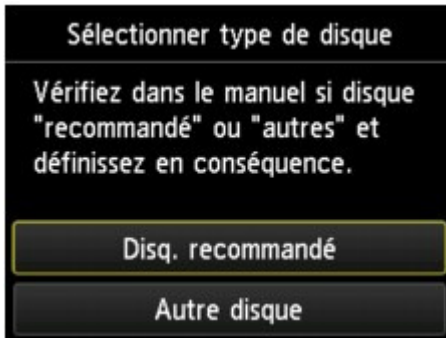 Sélectionner type de disque
Vérifiez dans le manuel si disque
"recommandé" ou "autres" et
définissez en conséquence.
Disq. recommandé
Autre disque